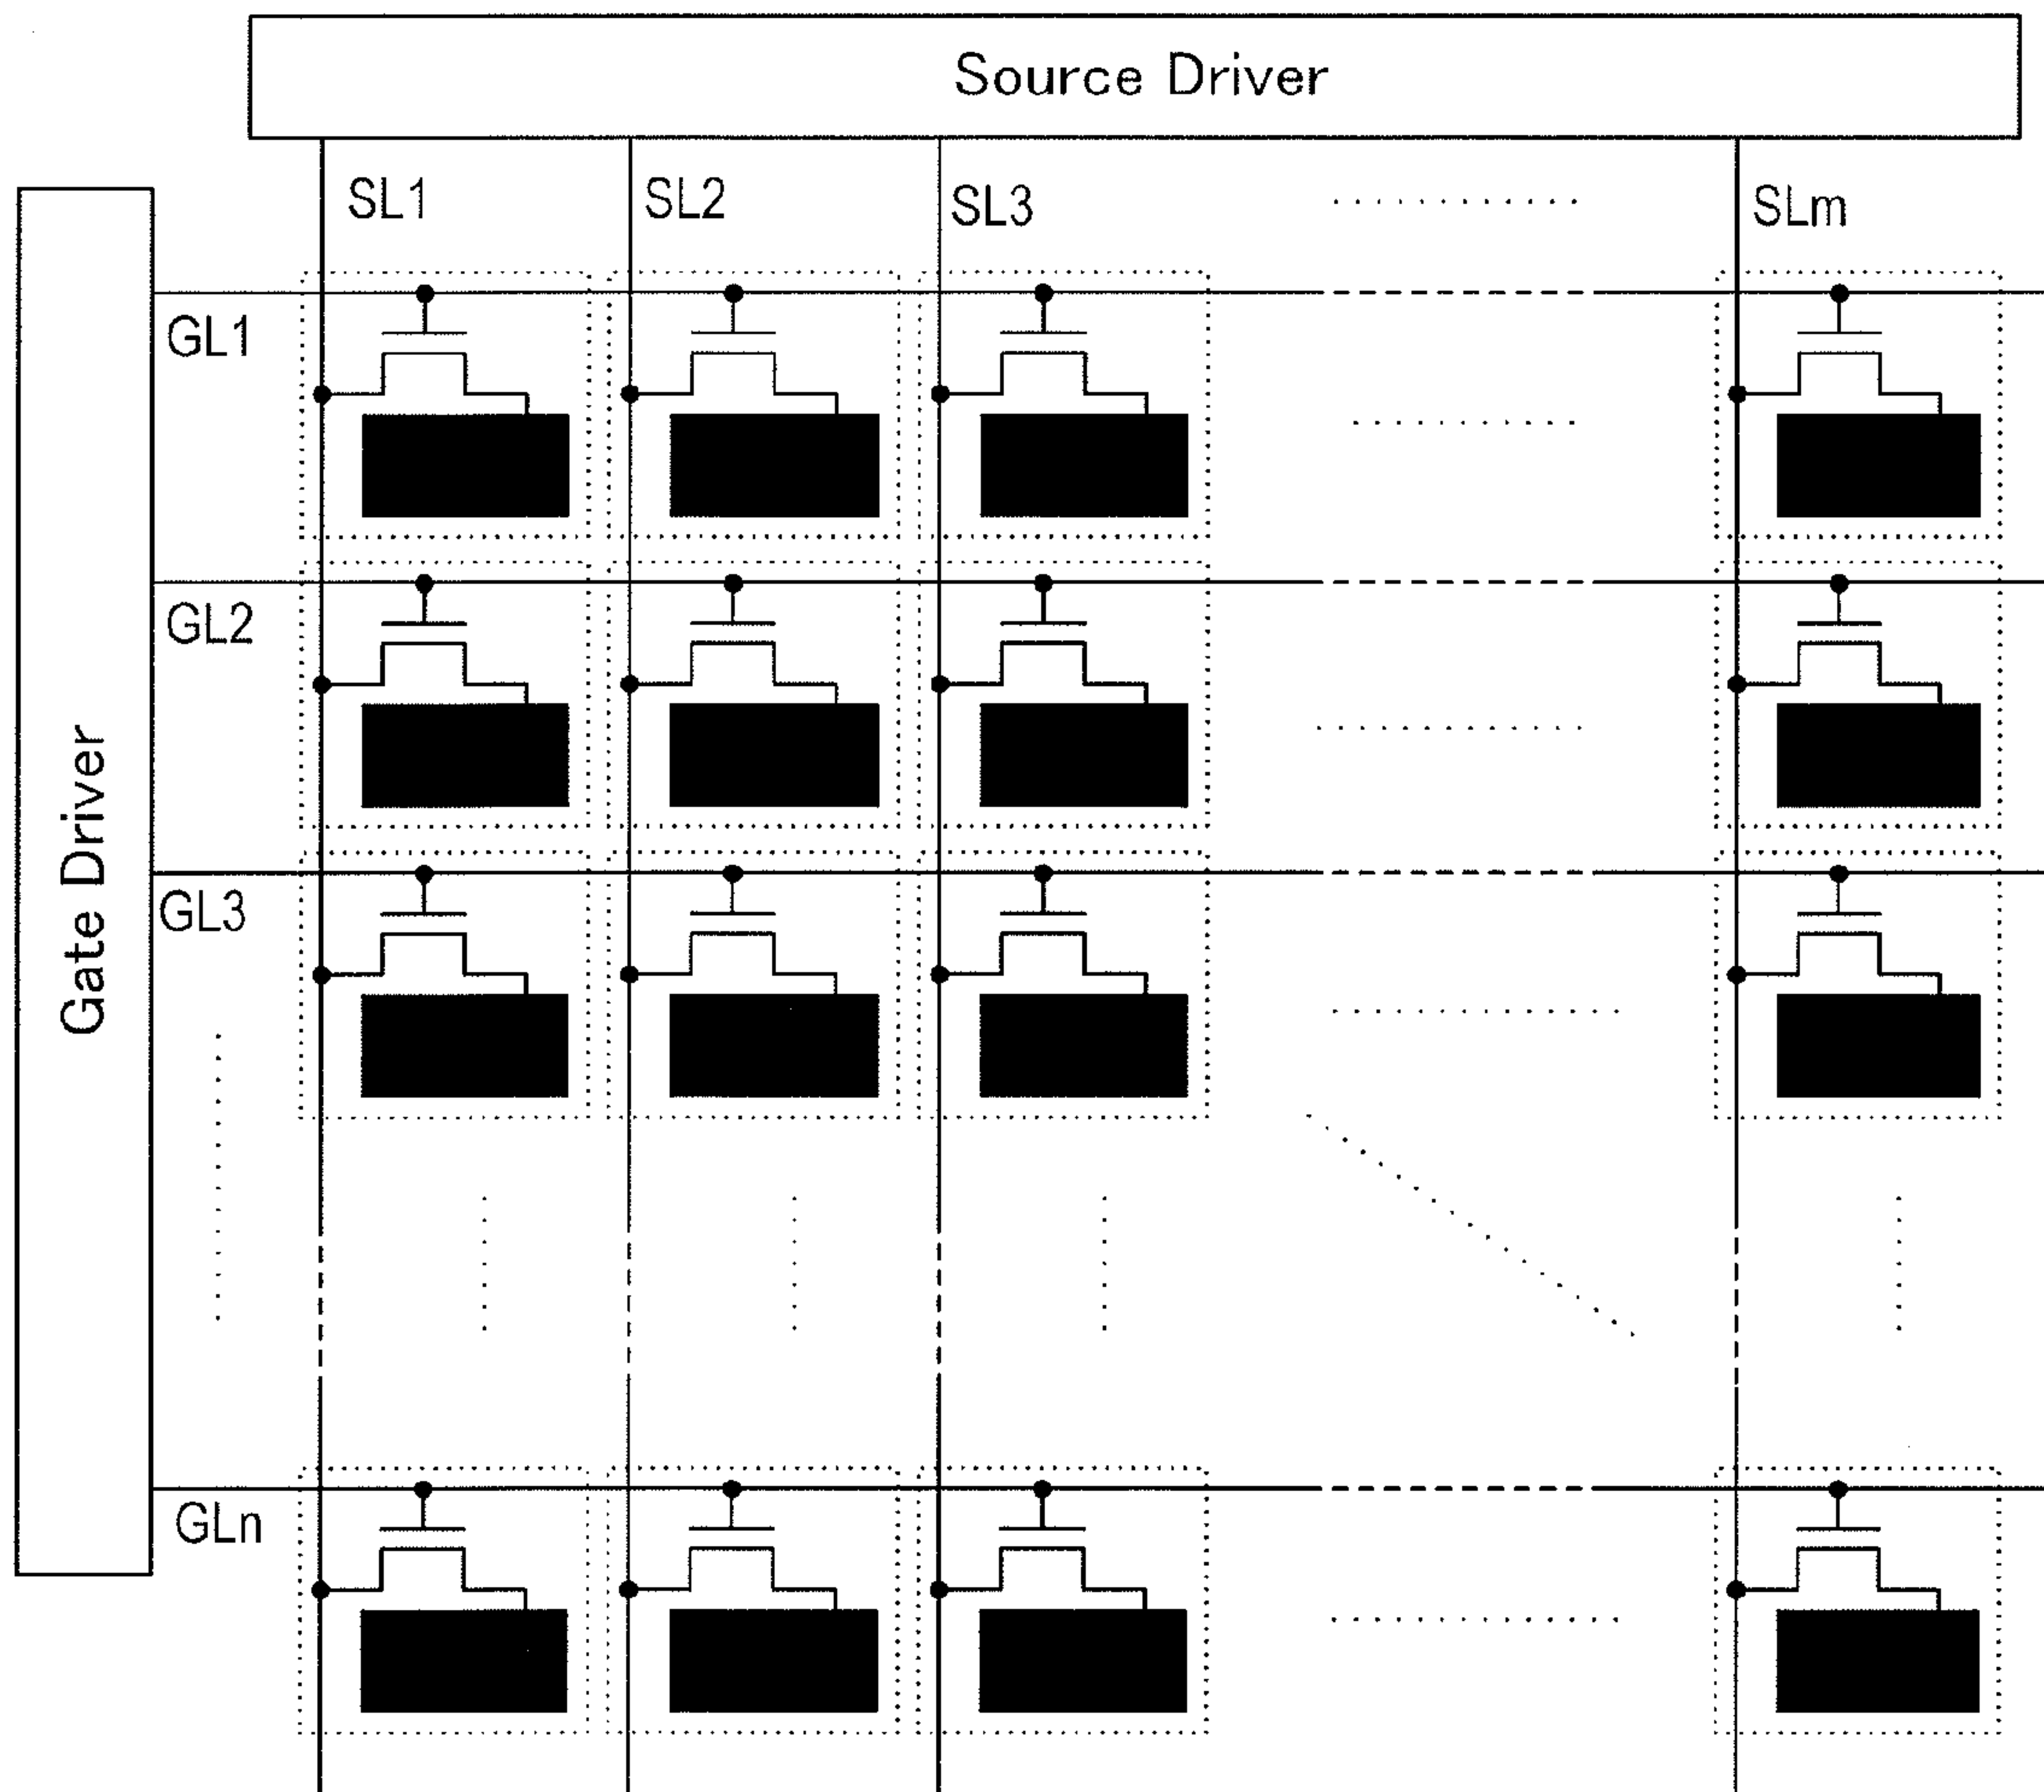 Source Driver
SL1
SL2
SL3
SLm
GL1
GL2
GL3
GLn
Gate Driver